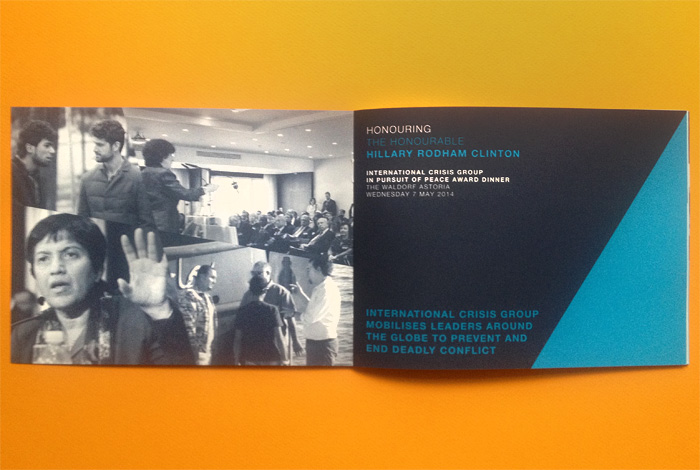 HONOURING
THE HONOURABLE
HILLARY RODHAM CLINTON
INTERNATIONAL CRISIS GROUP
IN PURSUIT OF PEACE AWARD DINNER
THE WALDORF ASTORIA
WEDNESDAY 7 MAY 2014
INTERNATIONAL CRISIS GROUP
MOBILISES LEADERS AROUND
THE GLOBE TO PREVENT AND
END DEADLY CONFLICT